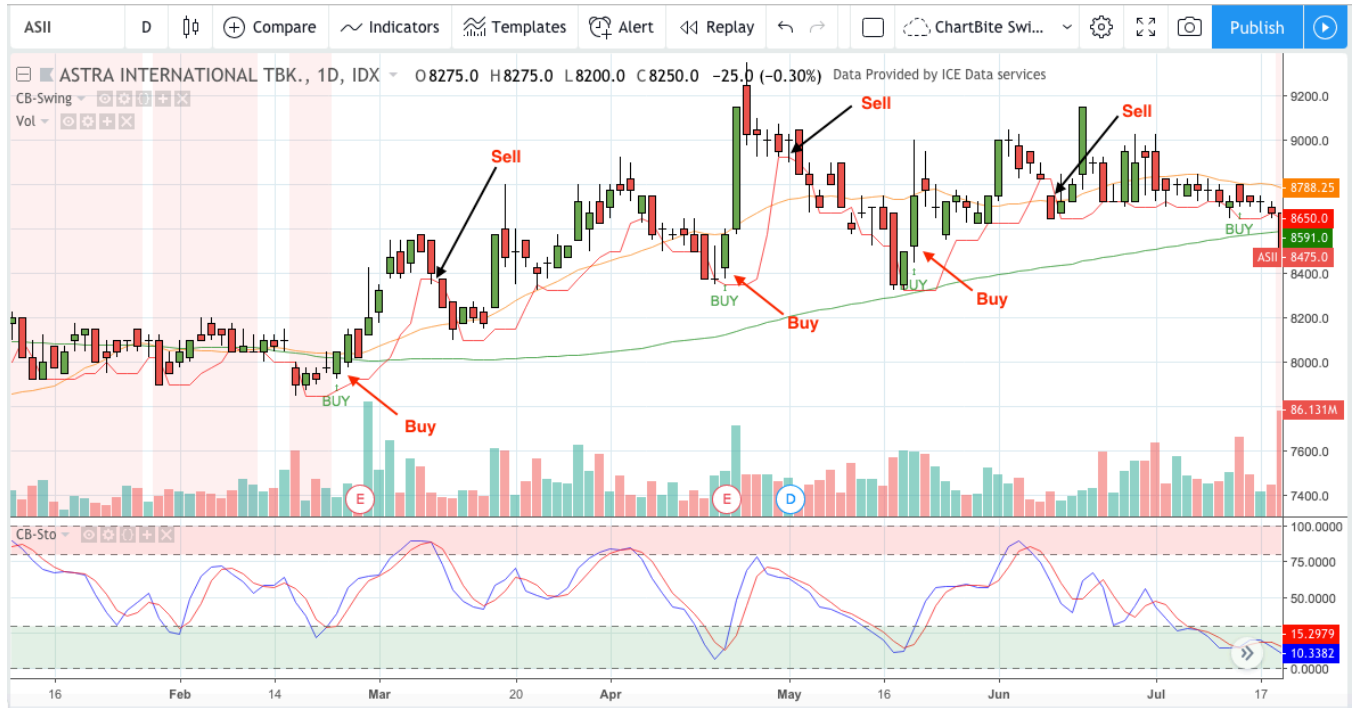 ASII D Compare Indicators Templates Alert Replay ChartBite Swi... Publish
ASTRA INTERNATIONAL TBK., 1D, IDX O8275.0 H8275.0 L8200.0 C8250.0 −25.0 (−0.30%) Data Provided by ICE Data services
CB-Swing
Vol
9200.0
Sell
Sell
9000.0
Sell
8788.25
8650.0
BUY
8591.0
ASII 8475.0
8400.0
UY
BUY
Buy
Buy
8200.0
8000.0
BUY
Buy
86.131M
7600.0
7400.0
E E D
CB-Sto
100.0000
75.0000
50.0000
15.2979
10.3382
0.0000
16 Feb 14 Mar 20 Apr May 16 Jun Jul 17